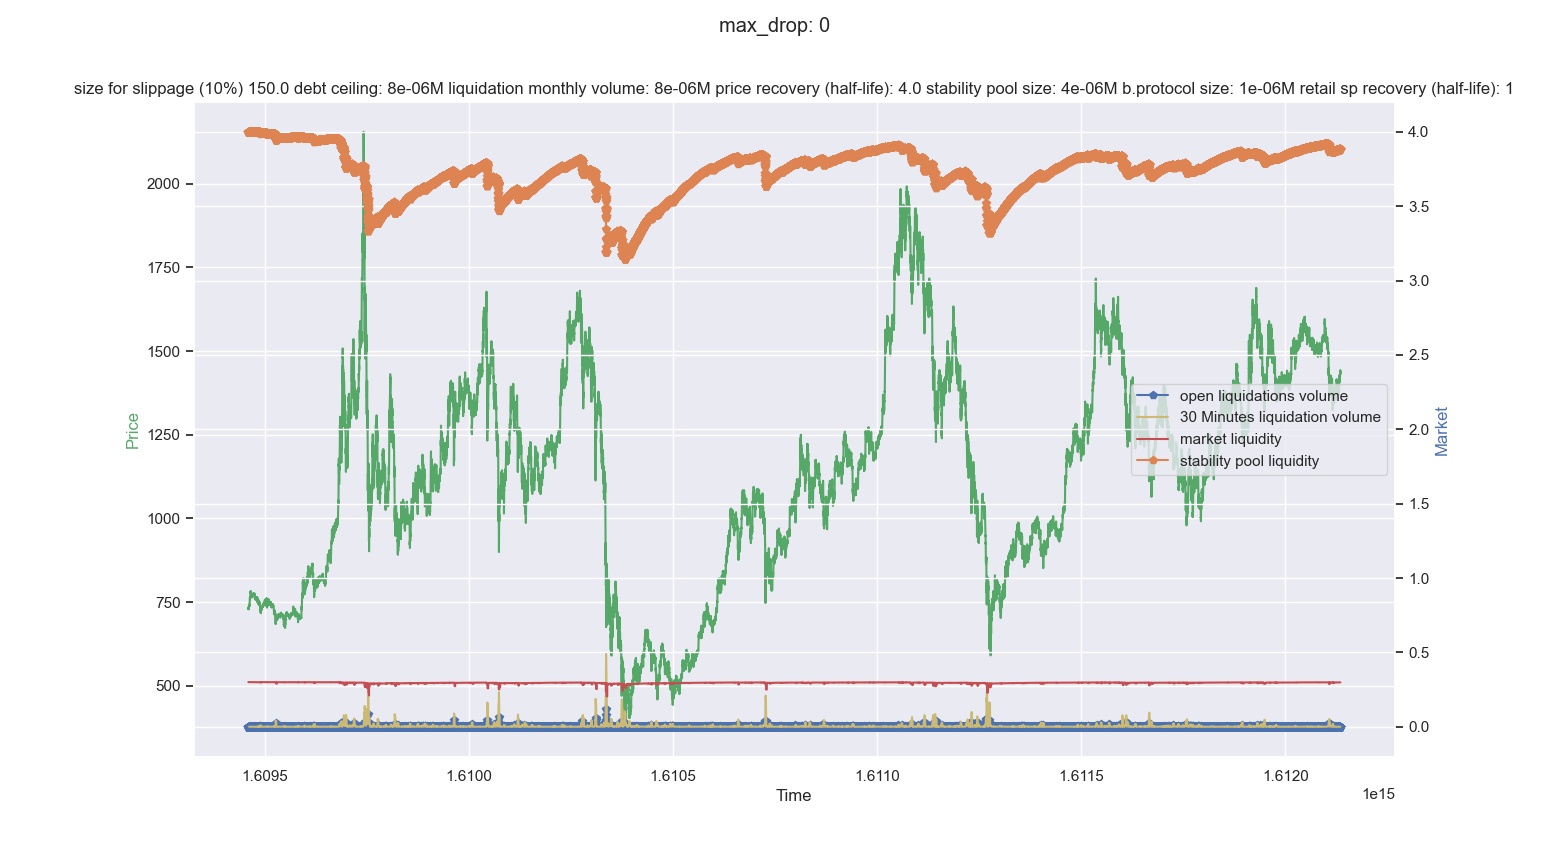 max_drop: 0
size for slippage (10%) 150.0 debt ceiling: 8e-06M liquidation monthly volume: 8e-06M price recovery (half-life): 4.0 stability pool size: 4e-06M b.protocol size: 1e-06M retail sp recovery (half-life): 1
2000
1750
1500
1250
1000
750
500
Price
4.0
3.5
3.0
2.5
2.0
1.5
1.0
0.5
0.0
Market
open liquidations volume
30 Minutes liquidation volume
market liquidity
stability pool liquidity
1.6095
1.6100
1.6105
1.6110
1.6115
1.6120
1e15
Time